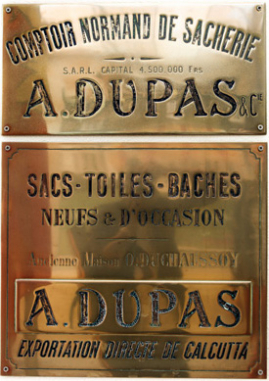 COMPTOIR NORMAND DE SACHERIE
S.A.R.L. CAPITAL 4.500.000 Frs
A. DUPAS & CIE
SACS-TOILES-BACHES
NEUFS & D'OCCASION
Ancienne Maison O. DUCHAUSSOY
A. DUPAS
EXPORTATION DIRECTE DE CALCUTTA